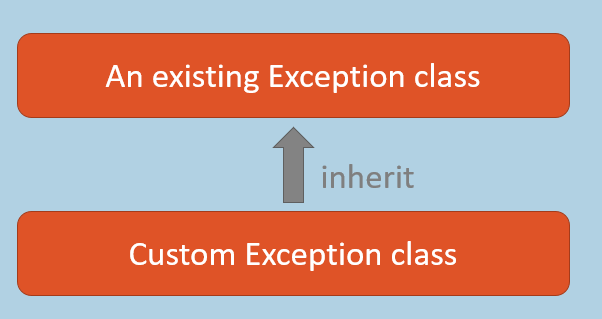 An existing Exception class
inherit
Custom Exception class